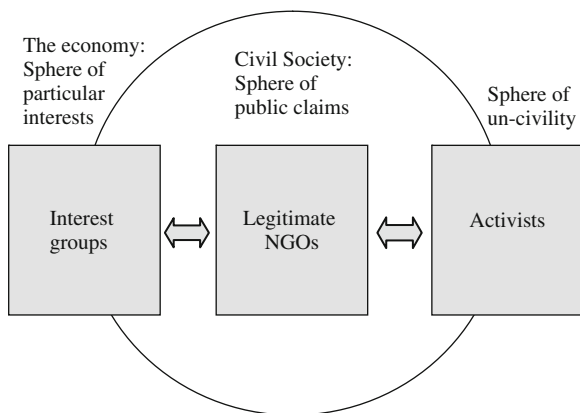 The economy:
Sphere of
particular
interests
Civil Society:
Sphere of
public claims
Sphere of
un-civility
Interest
groups
Legitimate
NGOs
Activists